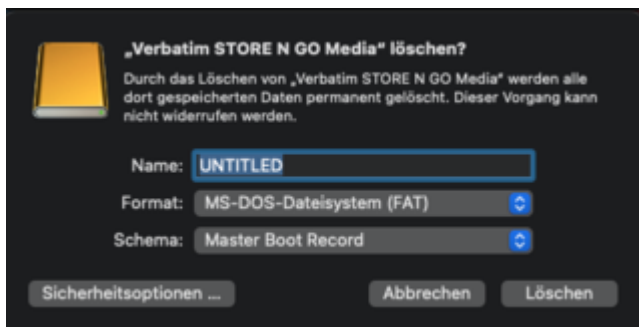 „Verbatim STORE N GO Media“ löschen?
Durch das Löschen von „Verbatim STORE N GO Media“ werden alle
dort gespeicherten Daten permanent gelöscht. Dieser Vorgang kann
nicht widerrufen werden.
Name: UNTITLED
Format: MS-DOS-Dateisystem (FAT)
Schema: Master Boot Record
Sicherheitsoptionen ... Abbrechen Löschen